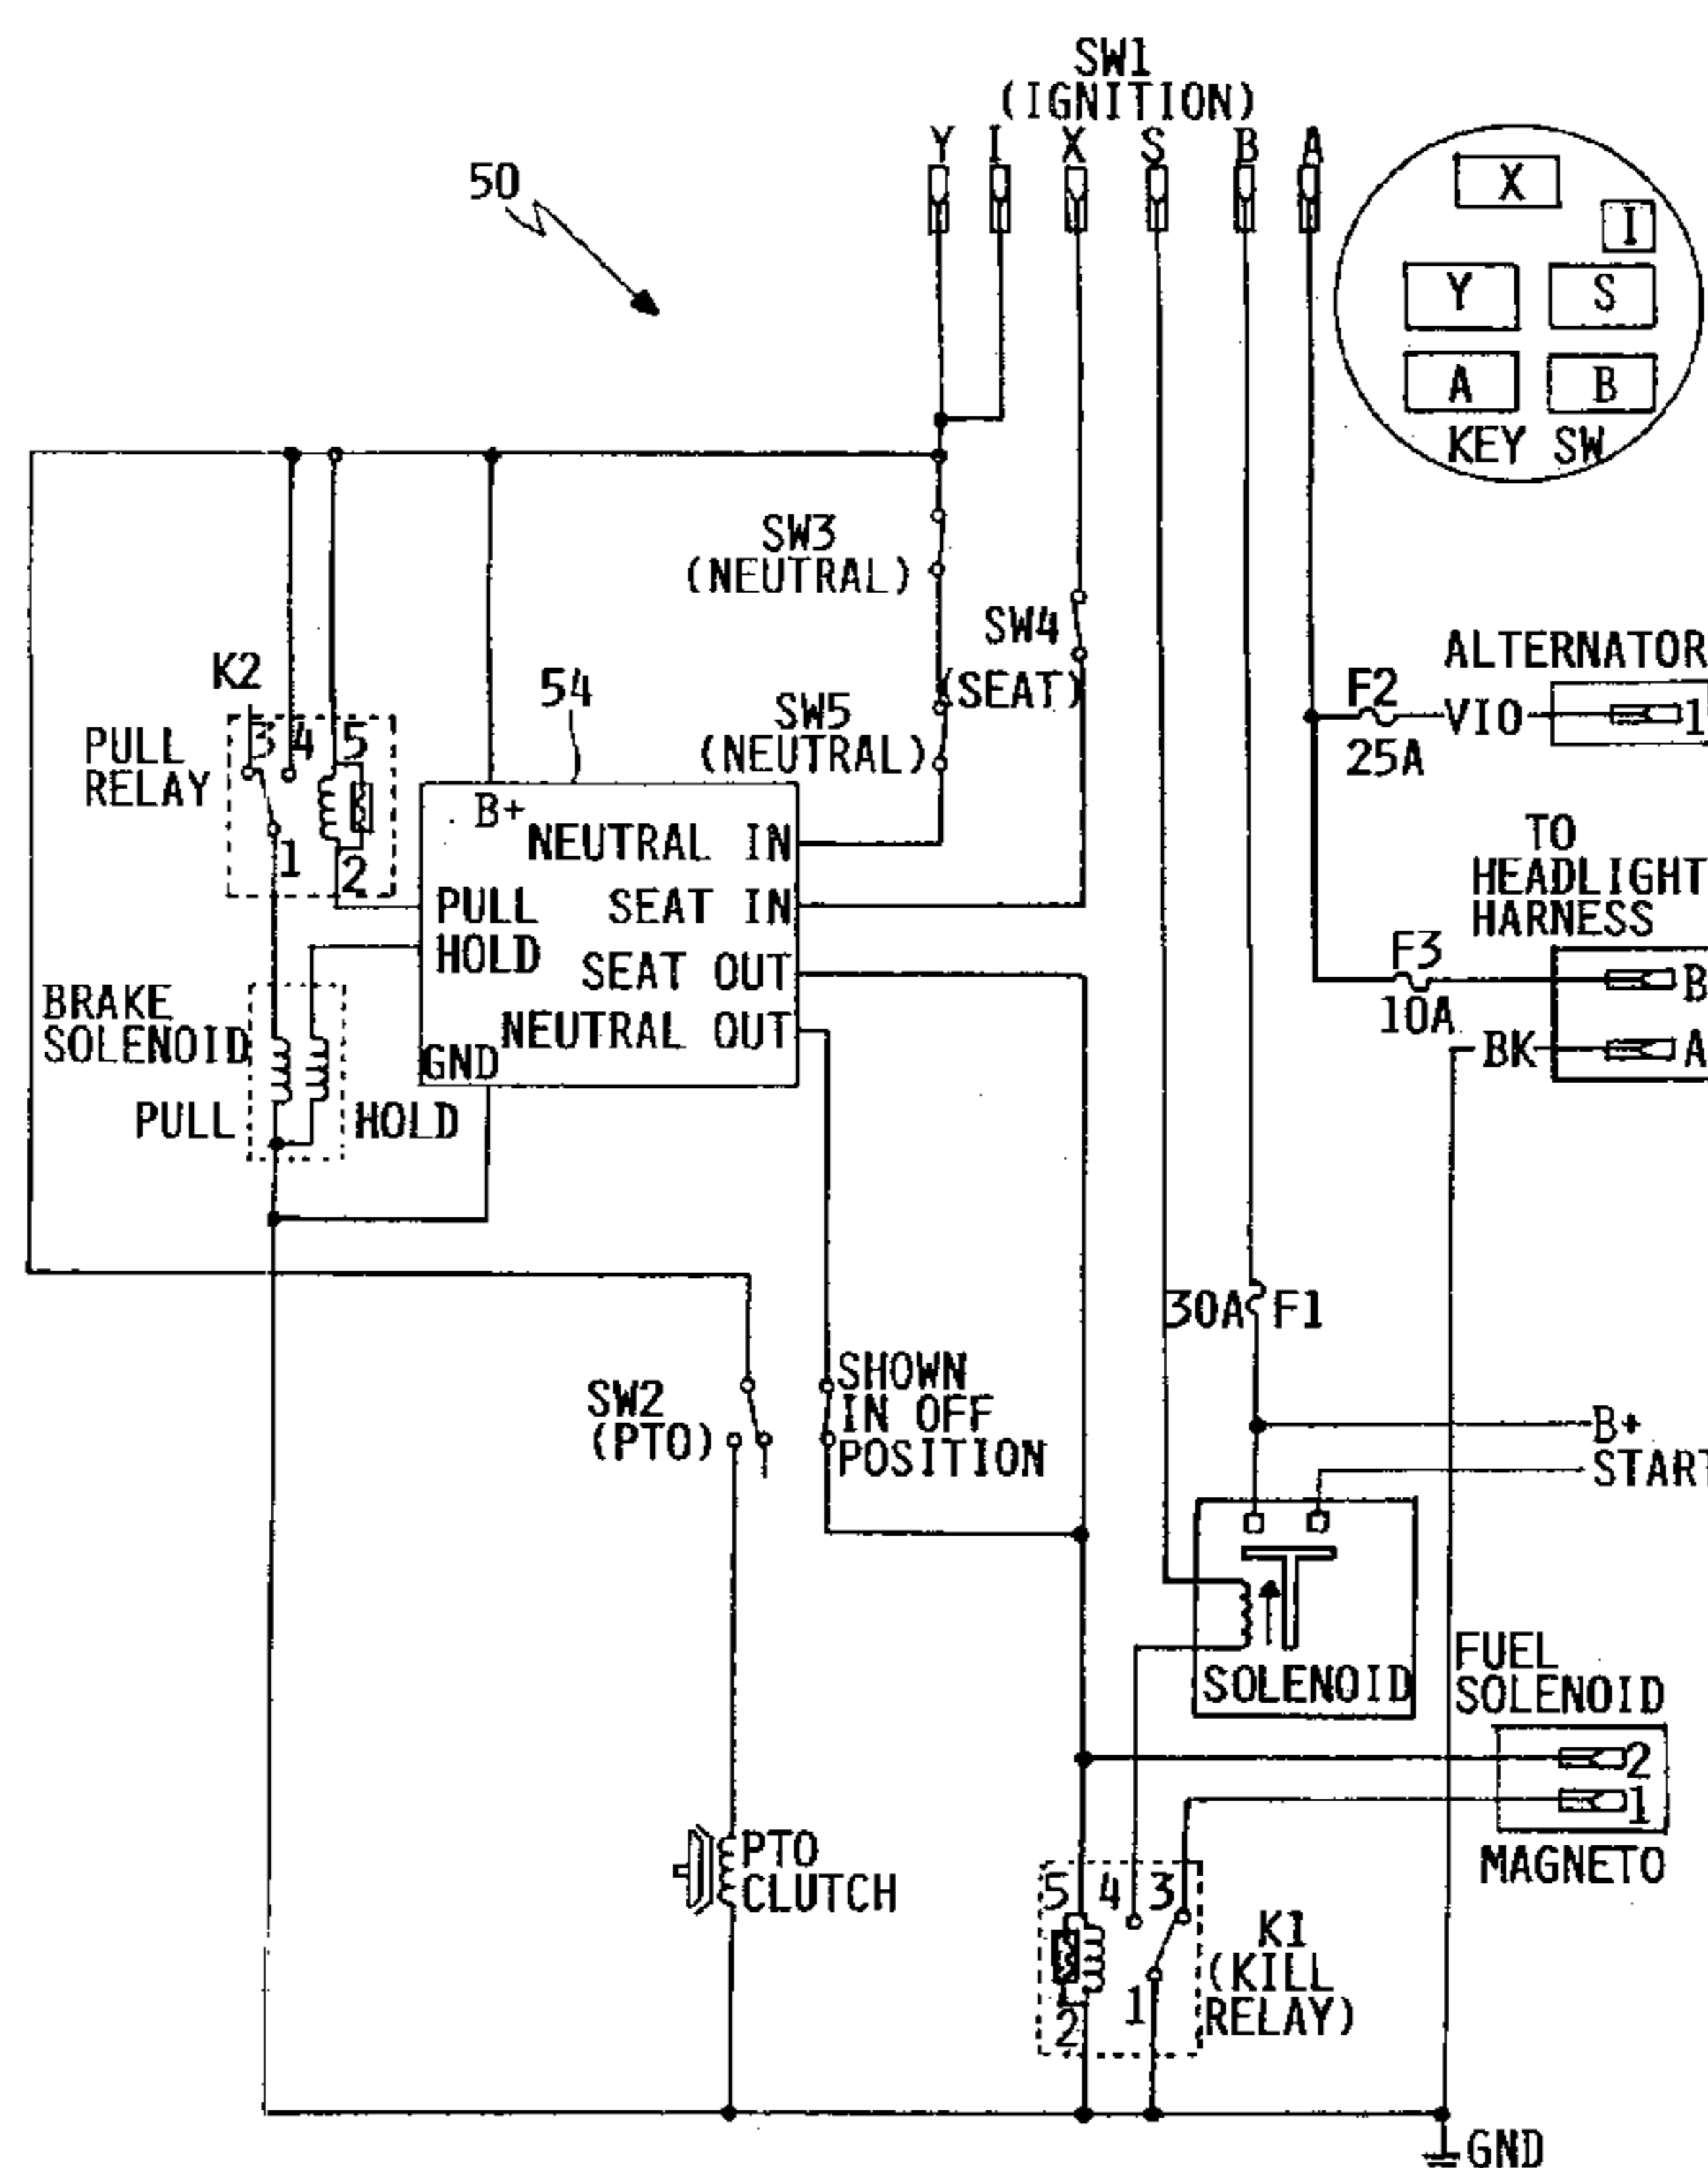 SW1
(IGNITION)
Y I X S B A
50
X
I
Y S
A B
KEY SW
SW3
(NEUTRAL)
SW4
(SEAT)
K2
PULL
RELAY
3 4 5
1
2
54
SW5
(NEUTRAL)
B+
NEUTRAL IN
PULL SEAT IN
HOLD
SEAT OUT
NEUTRAL OUT
GND
F2
25A
VIO
ALTERNATOR
1
TO
HEADLIGHT
HARNESS
F3
10A
B
BK
A
BRAKE
SOLENOID
PULL HOLD
30A F1
SW2
(PTO)
SHOWN
IN OFF
POSITION
B+
START
SOLENOID
FUEL
SOLENOID
2
1
MAGNETO
PTO
CLUTCH
5 4 3
1
2
K1
(KILL
RELAY)
GND